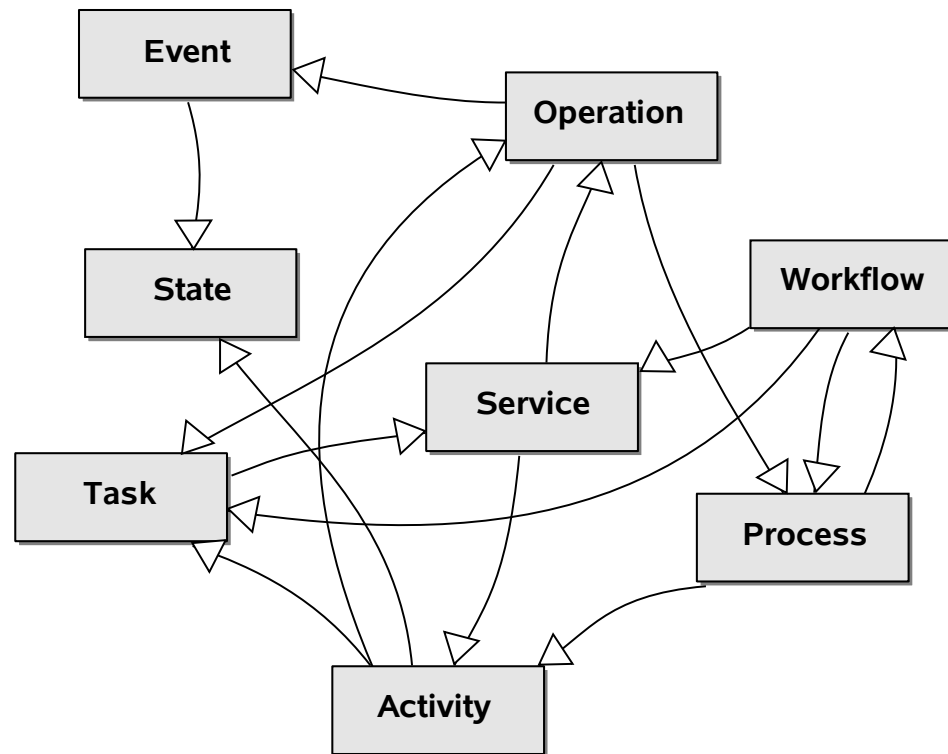 Event
Operation
Workflow
State
Service
Task
Process
Activity